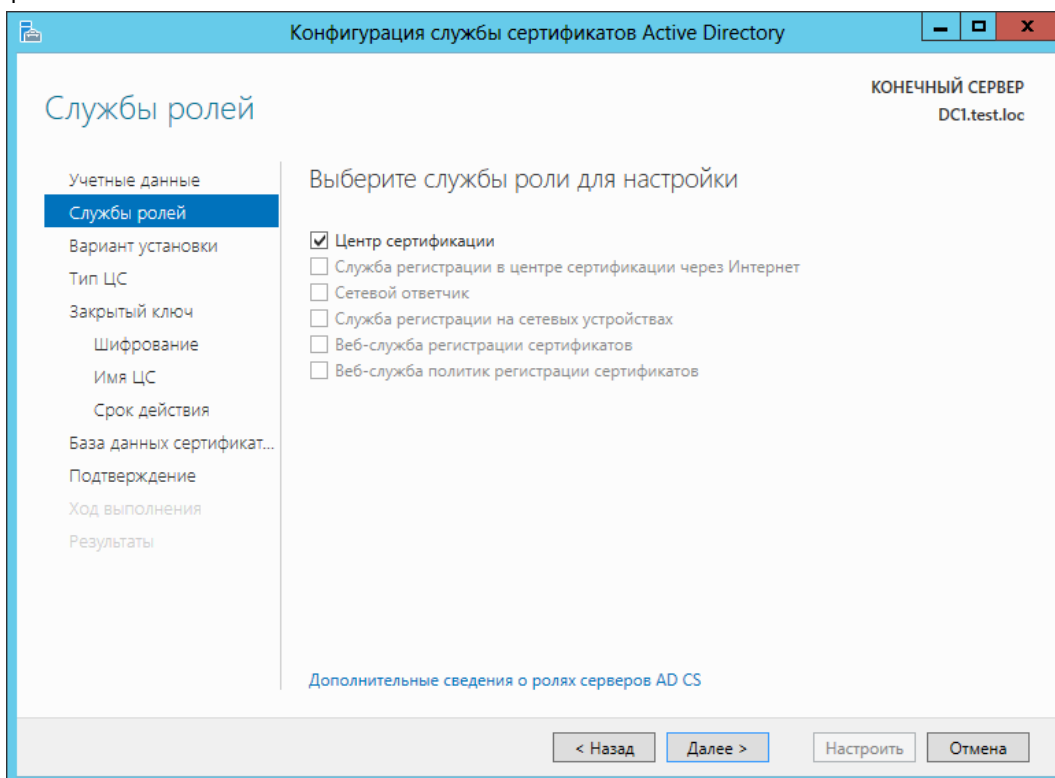 Конфигурация службы сертификатов Active Directory
Службы ролей
КОНЕЧНЫЙ СЕРВЕР
DC1.test.loc
Учетные данные
Службы ролей
Вариант установки
Тип ЦС
Закрытый ключ
Шифрование
Имя ЦС
Срок действия
База данных сертификат...
Подтверждение
Ход выполнения
Результаты
Выберите службы роли для настройки
Центр сертификации
Служба регистрации в центре сертификации через Интернет
Сетевой ответчик
Служба регистрации на сетевых устройствах
Веб-служба регистрации сертификатов
Веб-служба политик регистрации сертификатов
Дополнительные сведения о ролях серверов AD CS
< Назад Далее > Настроить Отмена